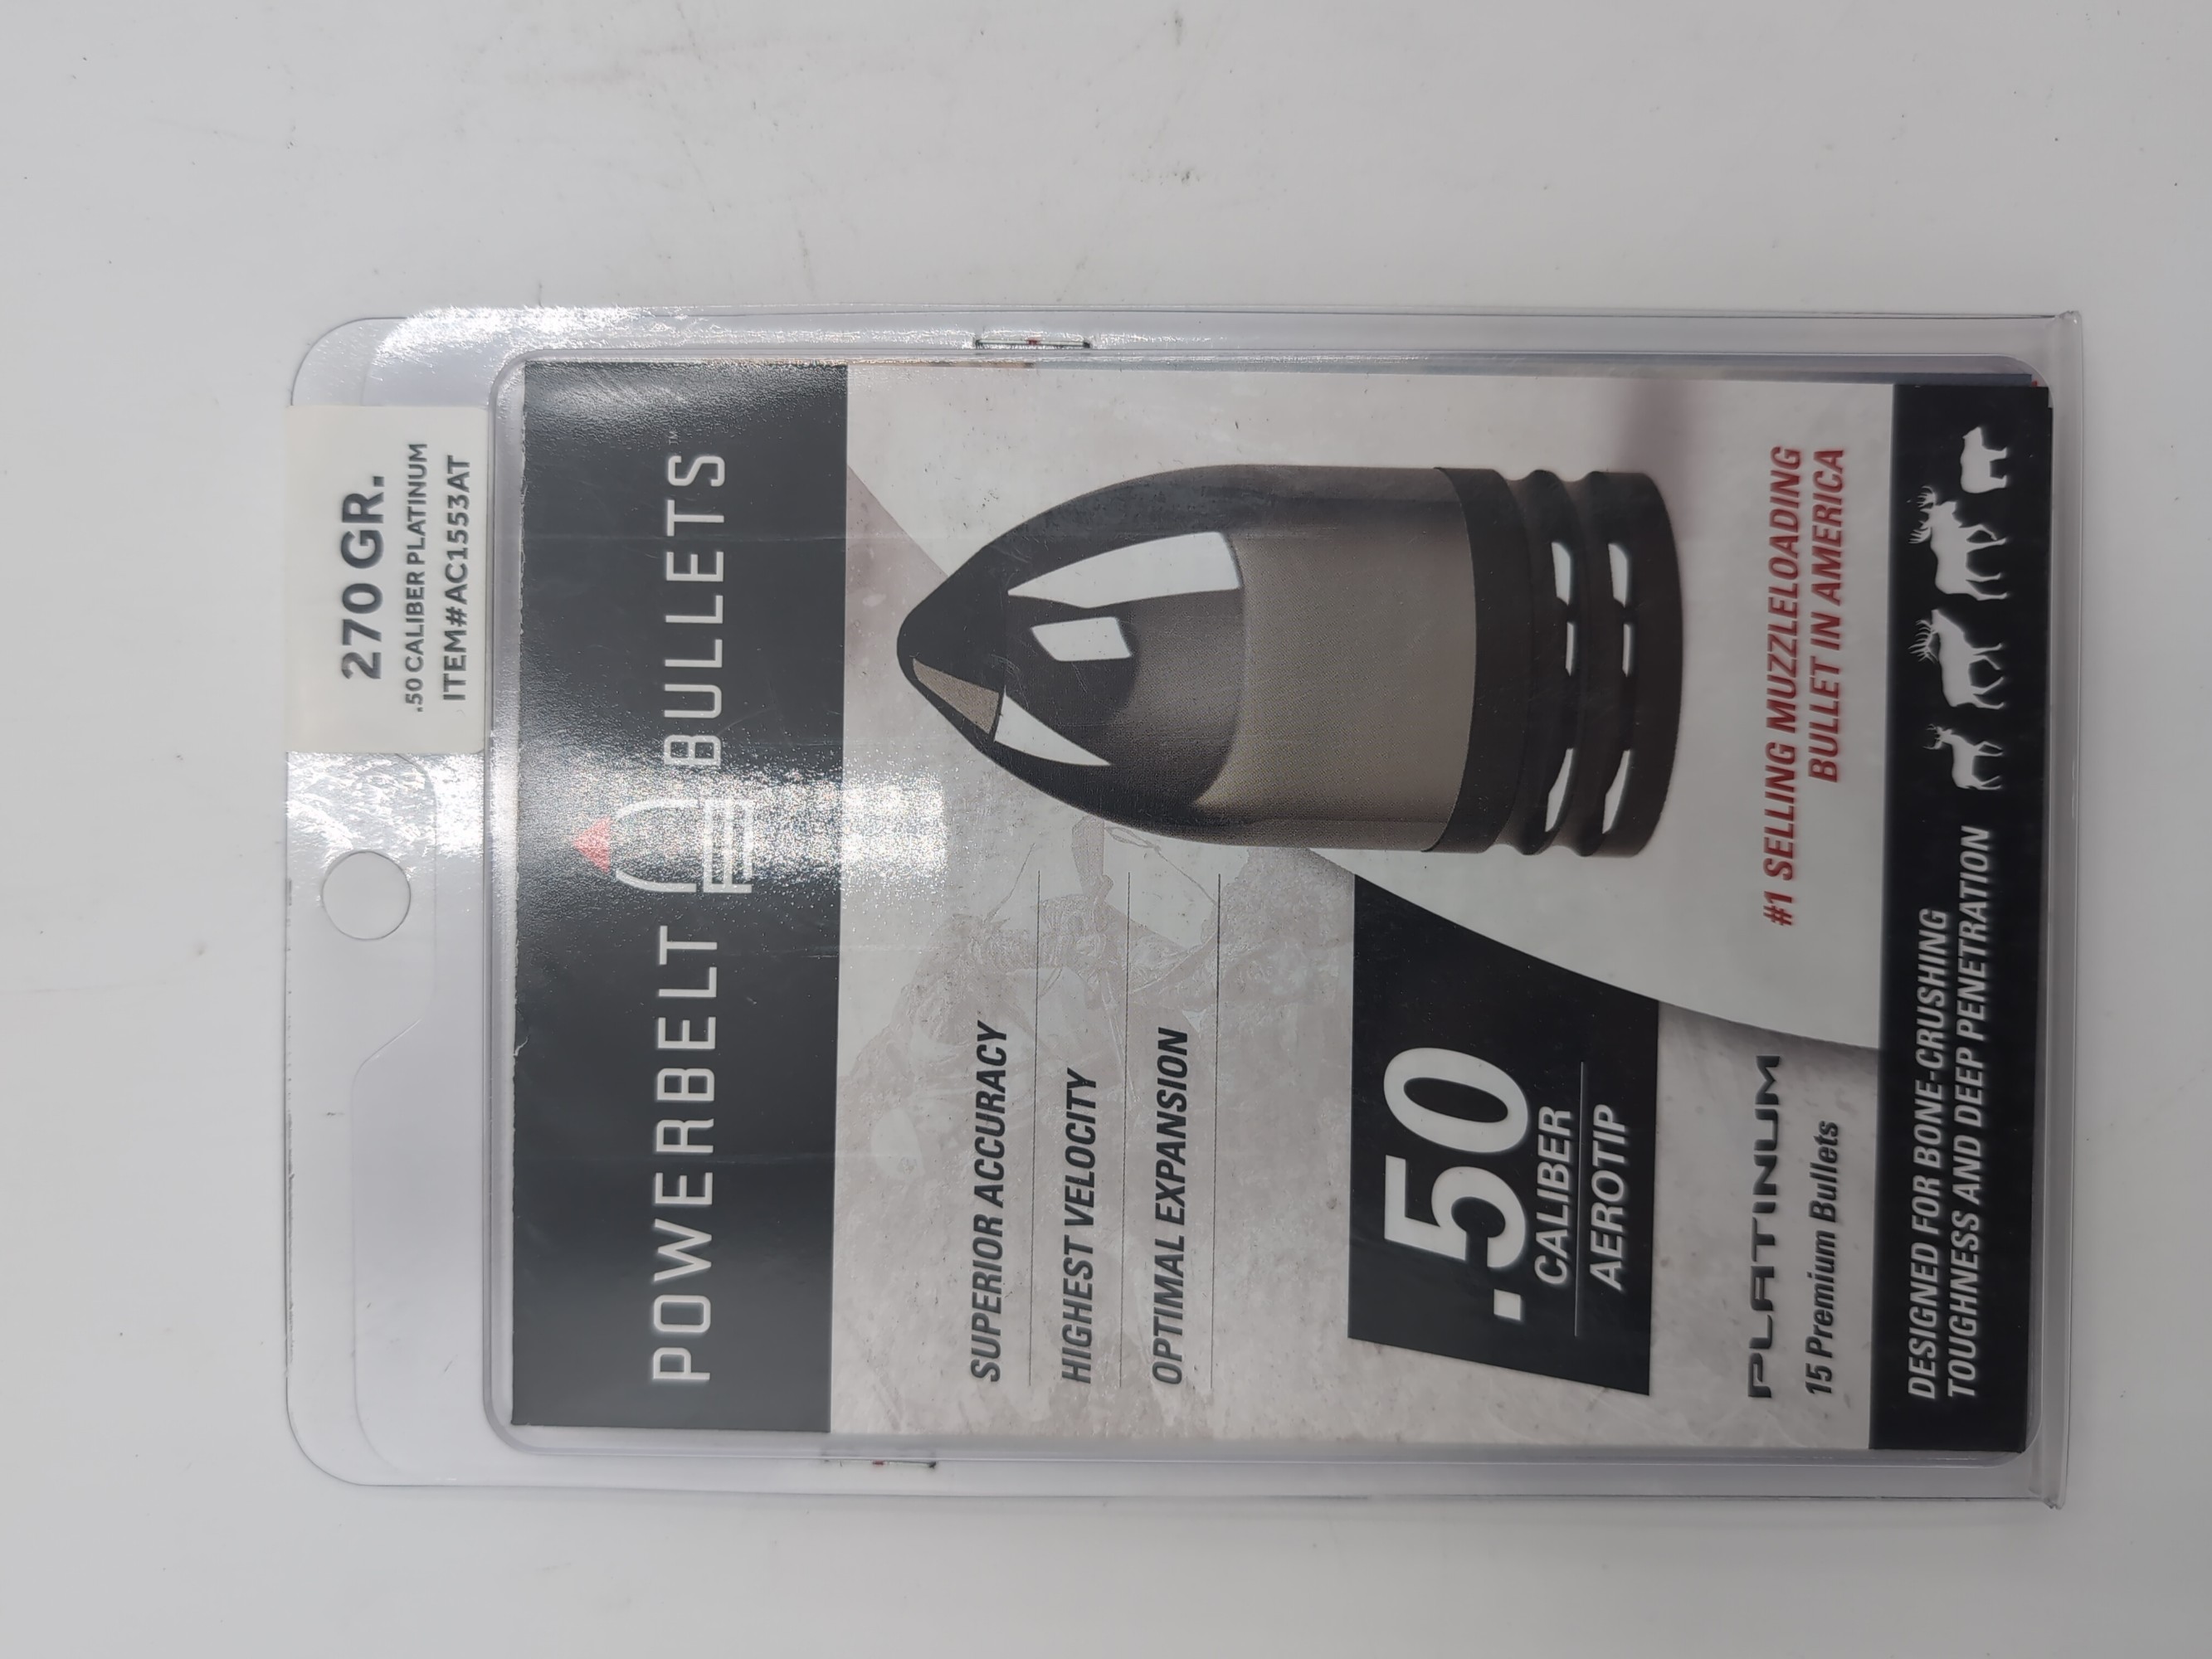 270 GR.
.50 CALIBER PLATINUM
ITEM#AC1553AT
POWERBELT BULLETS™
SUPERIOR ACCURACY
HIGHEST VELOCITY
OPTIMAL EXPANSION
.50
CALIBER
AEROTIP
#1 SELLING MUZZLELOADING
BULLET IN AMERICA
PLATINUM
15 Premium Bullets
DESIGNED FOR BONE-CRUSHING
TOUGHNESS AND DEEP PENETRATION